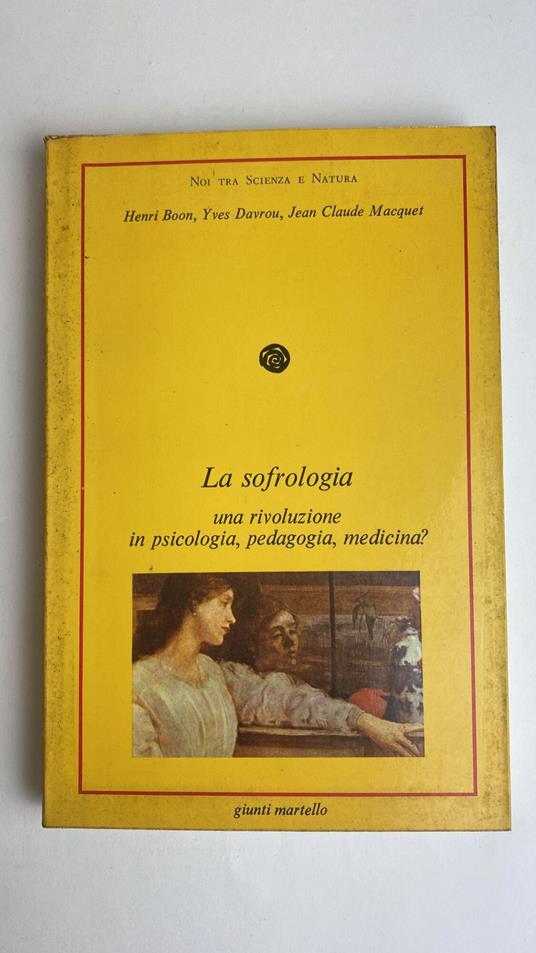 Noi tra Scienza e Natura
Henri Boon, Yves Davrou, Jean Claude Macquet
La sofrologia
una rivoluzione
in psicologia, pedagogia, medicina?
giunti martello